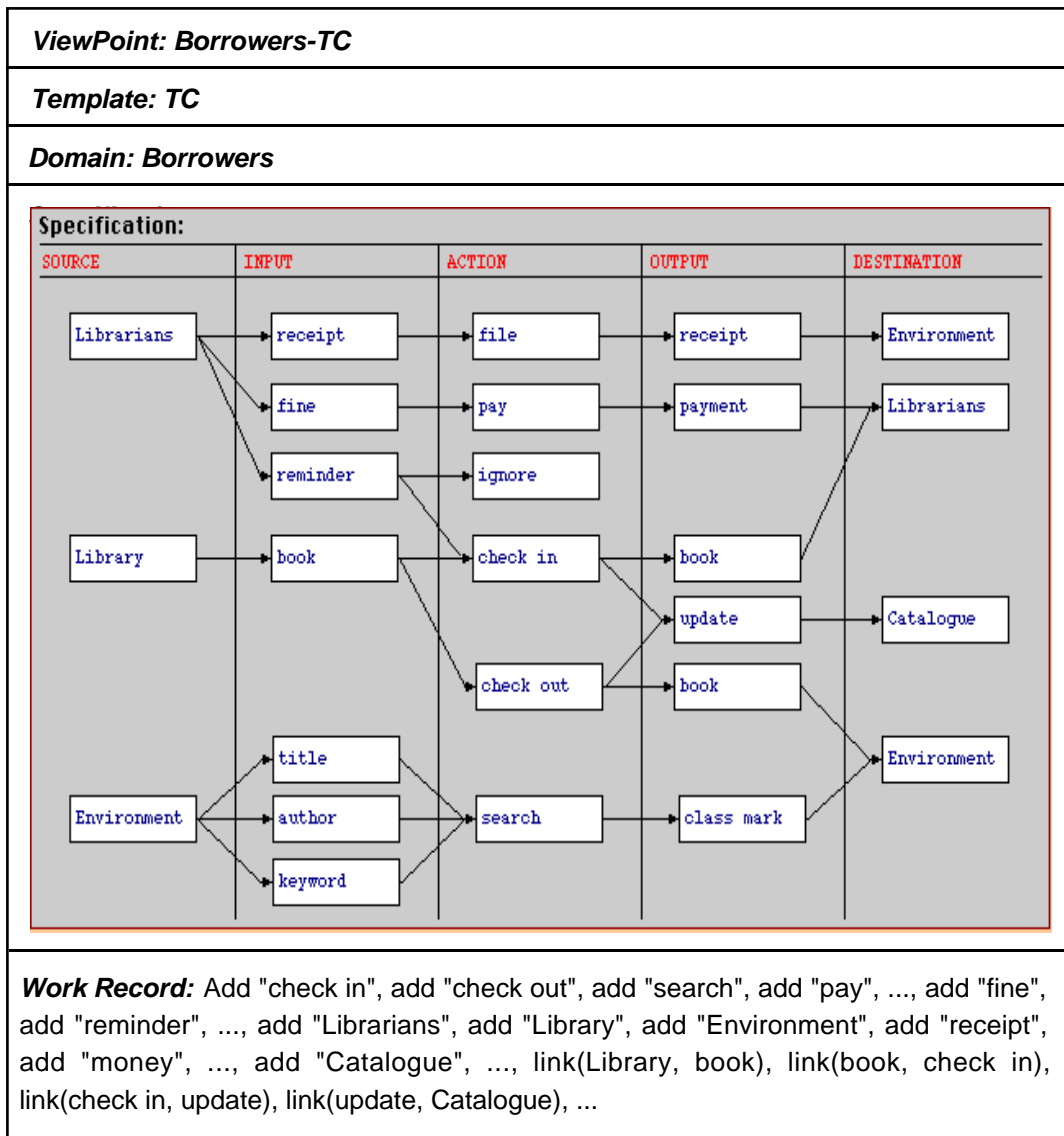 ViewPoint: Borrowers-TC
Template: TC
Domain: Borrowers
Specification:
SOURCE INPUT ACTION OUTPUT DESTINATION
Librarians receipt file receipt Environment
fine pay payment Librarians
reminder ignore
Library book check in book
update Catalogue
check out book
title Environment
Environment author search class mark
keyword
Work Record: Add "check in", add "check out", add "search", add "pay", ..., add "fine",
add "reminder", ..., add "Librarians", add "Library", add "Environment", add "receipt",
add "money", ..., add "Catalogue", ..., link(Library, book), link(book, check in),
link(check in, update), link(update, Catalogue), ...